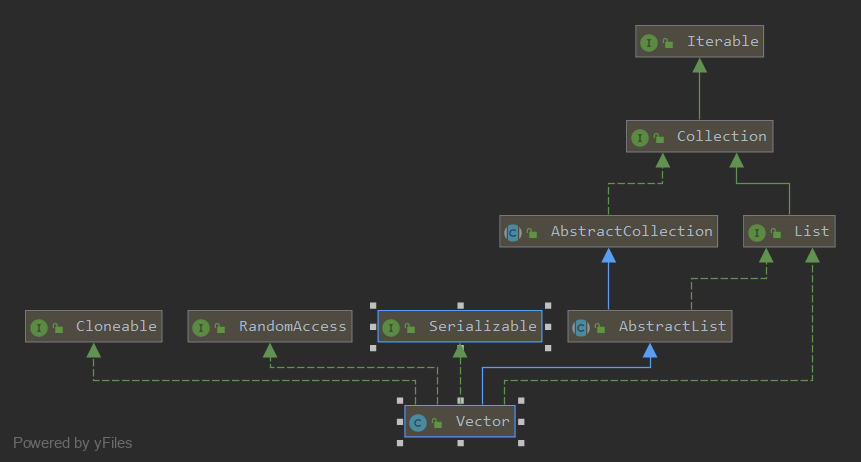 I Iterable
I Collection
C AbstractCollection
I List
I Cloneable
I RandomAccess
I Serializable
C AbstractList
C Vector
Powered by yFiles